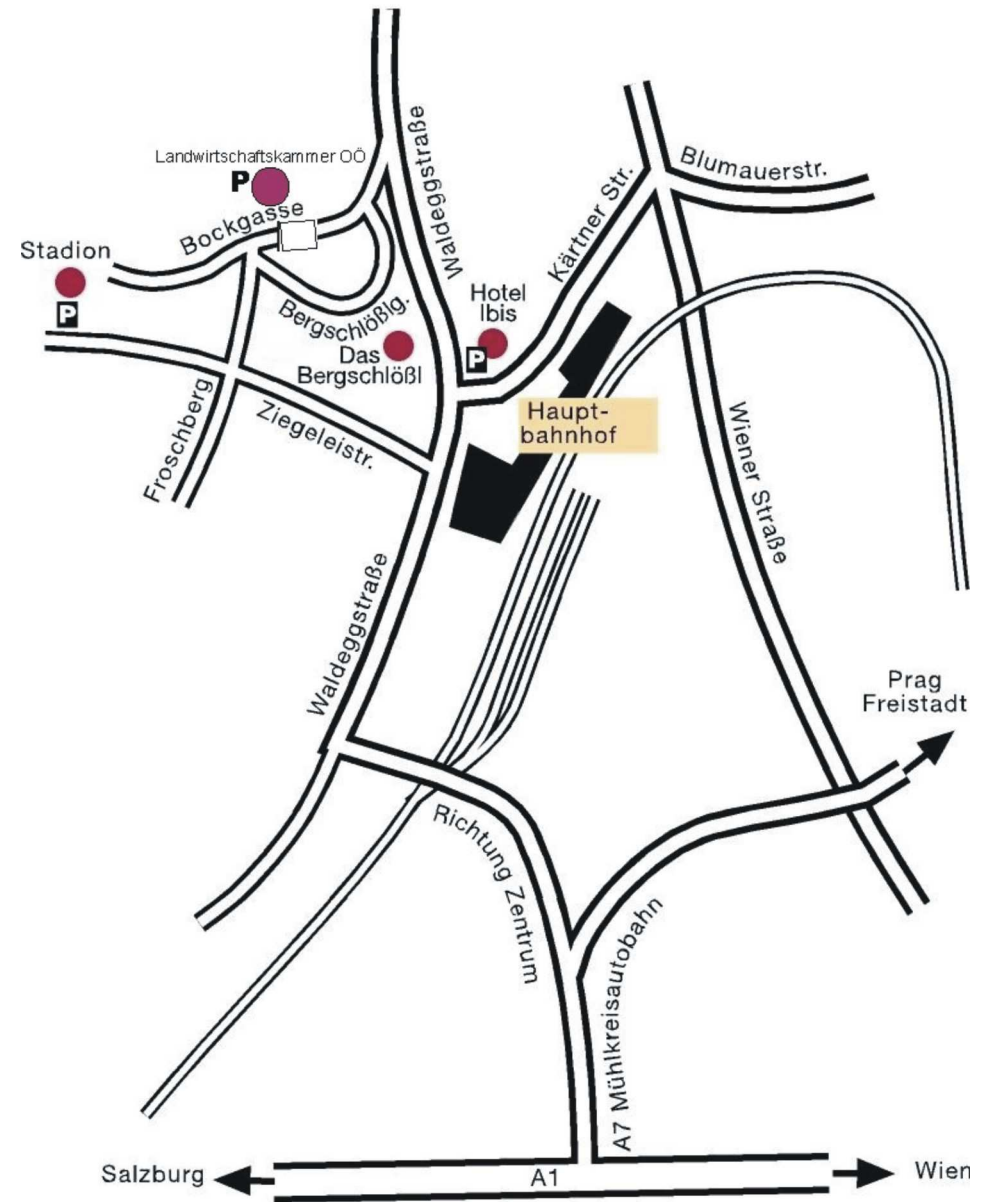 Landwirtschaftskammer OÖ
P
Bockgasse
Waldeggstraße
Kärtner Str.
Blumauerstr.
Stadion
P
Bergschlößlg.
Das
Bergschlößl
Hotel
Ibis
P
Haupt-
bahnhof
Froschberg
Ziegeleistr.
Wiener Straße
Waldeggstraße
Prag
Freistadt
Richtung Zentrum
A7 Mühlkreisautobahn
Salzburg
A1
Wien